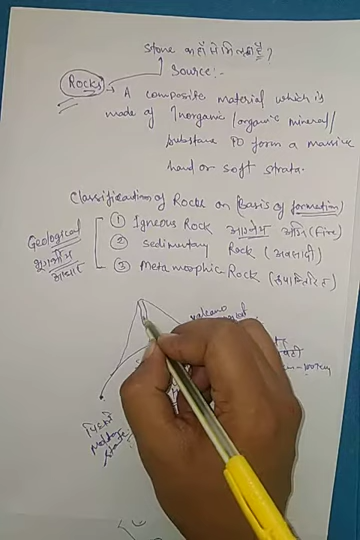 stone कहाँ से मिलता है?
Source:-
Rocks → A composite material which is
made of Inorganic/organic mineral/
substance to form a massive
hard or soft strata.
Classification of Rocks on (Basis of formation)
Geological
① Igneous Rock आग्नेय अग्नि (Fire)
② Sedimentary Rock (अवसादी)
③ Metamorphic Rock (रूपांतरित)
volcano
molten
state